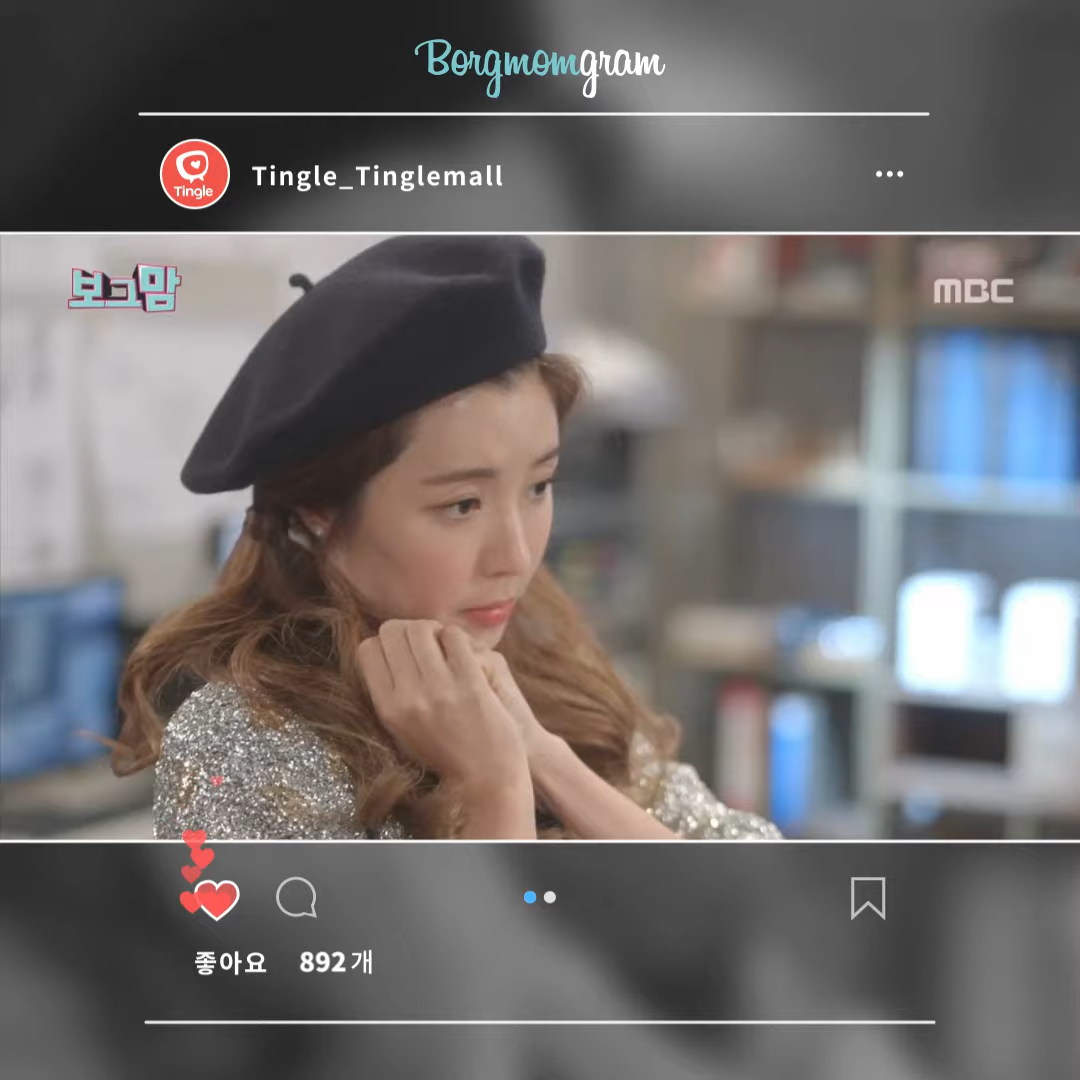 Borgmomgram
Tingle
Tingle_Tinglemall
보그맘
MBC
좋아요 892개